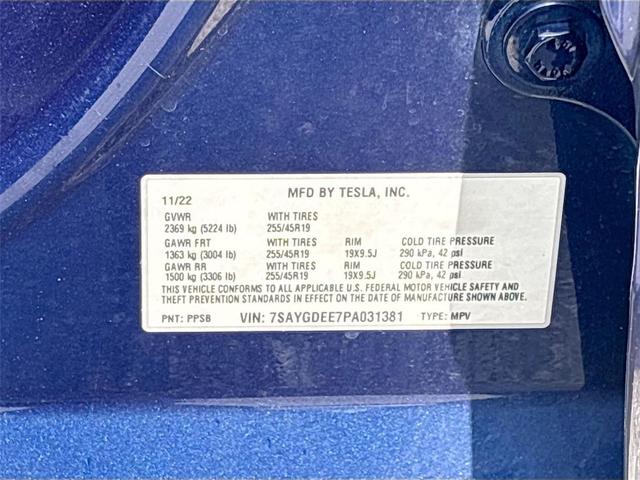 11/22 MFD BY TESLA, INC.
GVWR WITH TIRES
2369 kg (5224 lb) 255/45R19
GAWR FRT WITH TIRES RIM COLD TIRE PRESSURE
1363 kg (3004 lb) 255/45R19 19X9.5J 290 kPa, 42 psi
GAWR RR WITH TIRES RIM COLD TIRE PRESSURE
1500 kg (3306 lb) 255/45R19 19X9.5J 290 kPa, 42 psi
THIS VEHICLE CONFORMS TO ALL APPLICABLE U.S. FEDERAL MOTOR VEHICLE SAFETY AND
THEFT PREVENTION STANDARDS IN EFFECT ON THE DATE OF MANUFACTURE SHOWN ABOVE.
PNT: PPSB VIN: 7SAYGDEE7PA031381 TYPE: MPV